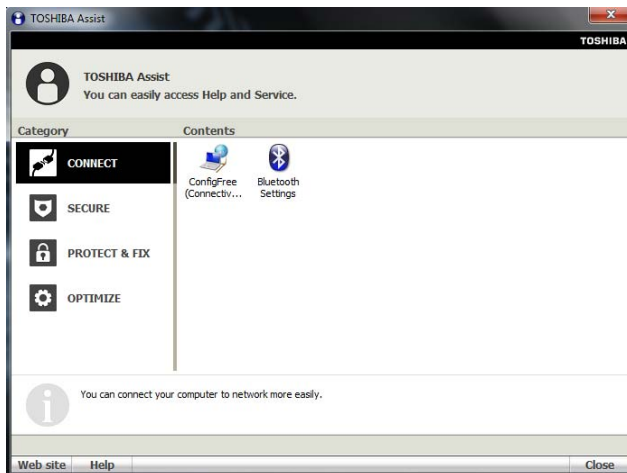 TOSHIBA Assist
TOSHIBA
TOSHIBA Assist
You can easily access Help and Service.
Category
Contents
CONNECT
SECURE
PROTECT & FIX
OPTIMIZE
ConfigFree
(Connectiv...
Bluetooth
Settings
You can connect your computer to network more easily.
Web site
Help
Close